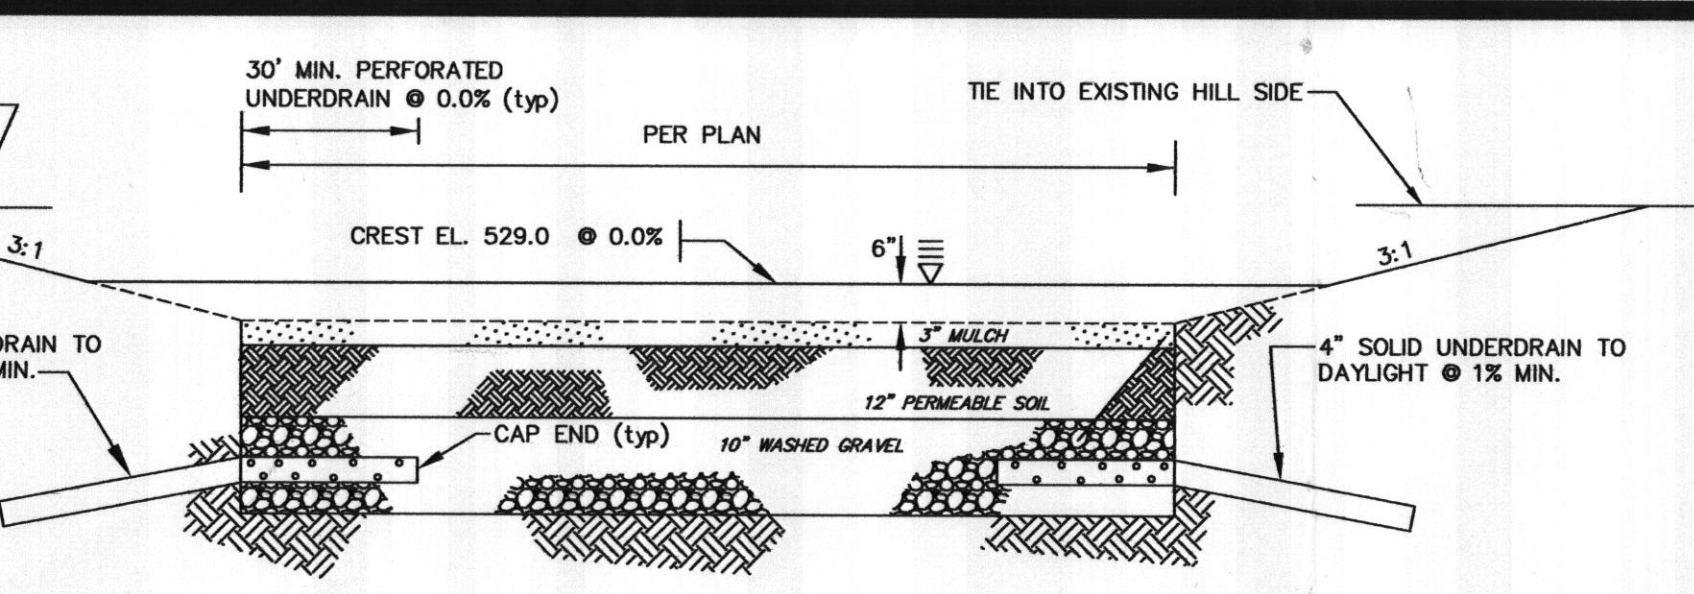 30' MIN. PERFORATED
UNDERDRAIN @ 0.0% (typ)
TIE INTO EXISTING HILL SIDE
PER PLAN
CREST EL. 529.0 @ 0.0%
6"
3:1
3:1
3" MULCH
DRAIN TO
MIN.
4" SOLID UNDERDRAIN TO
DAYLIGHT @ 1% MIN.
12" PERMEABLE SOIL
CAP END (typ)
10" WASHED GRAVEL